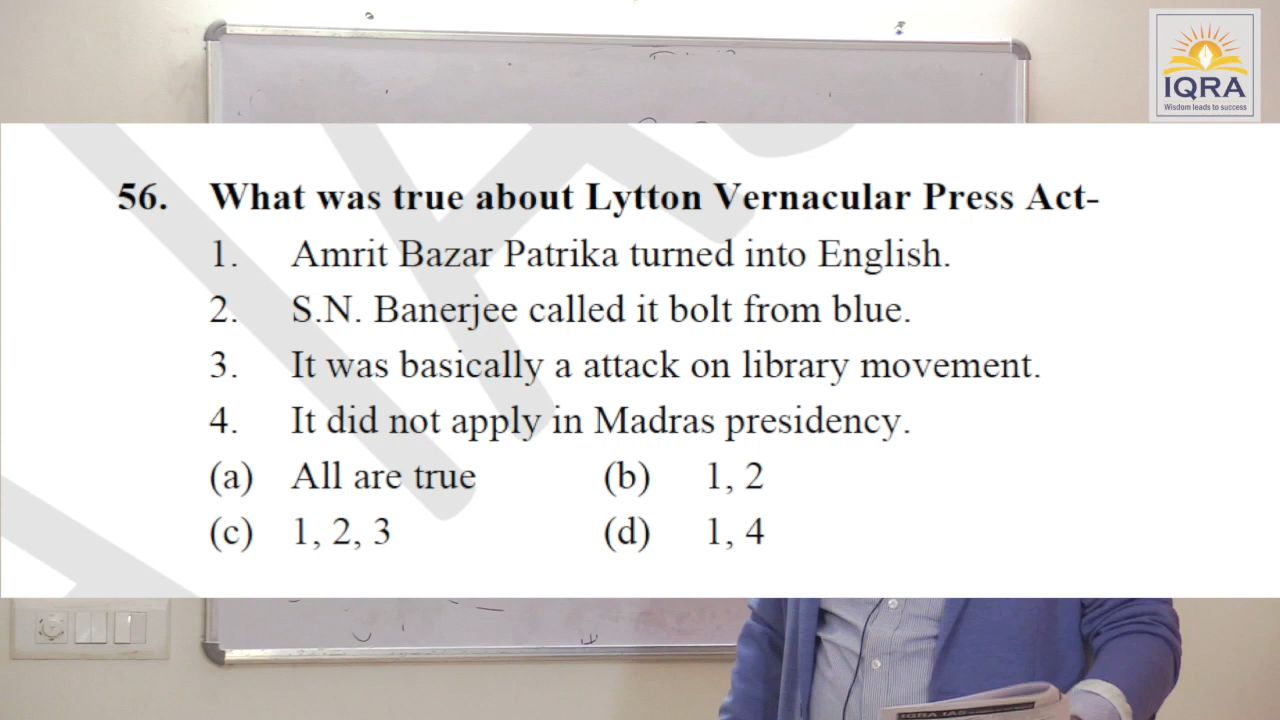 IQRA
Wisdom leads to success
56. What was true about Lytton Vernacular Press Act-
1. Amrit Bazar Patrika turned into English.
2. S.N. Banerjee called it bolt from blue.
3. It was basically a attack on library movement.
4. It did not apply in Madras presidency.
(a) All are true (b) 1, 2
(c) 1, 2, 3 (d) 1, 4
IQRA IAS